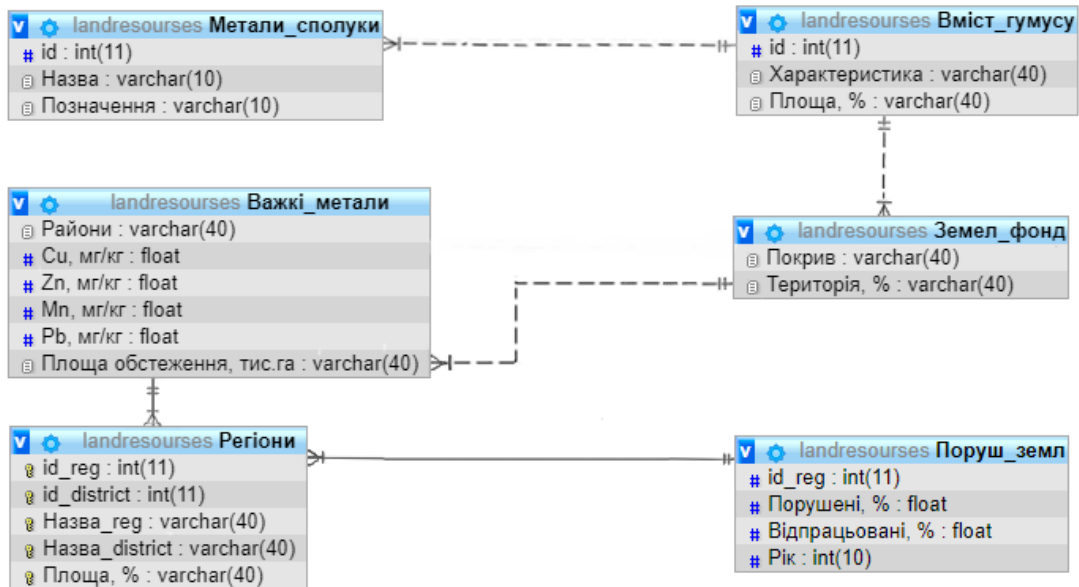 landresourses Метали_сполуки
id : int(11)
Назва : varchar(10)
Позначення : varchar(10)
landresourses Вміст_гумусу
id : int(11)
Характеристика : varchar(40)
Площа, % : varchar(40)
landresourses Важкі_метали
Райони : varchar(40)
Cu, мг/кг : float
Zn, мг/кг : float
Mn, мг/кг : float
Pb, мг/кг : float
Площа обстеження, тис.га : varchar(40)
landresourses Земел_фонд
Покрив : varchar(40)
Територія, % : varchar(40)
landresourses Регіони
id_reg : int(11)
id_district : int(11)
Назва_reg : varchar(40)
Назва_district : varchar(40)
Площа, % : varchar(40)
landresourses Поруш_земл
id_reg : int(11)
Порушені, % : float
Відпрацьовані, % : float
Рік : int(10)